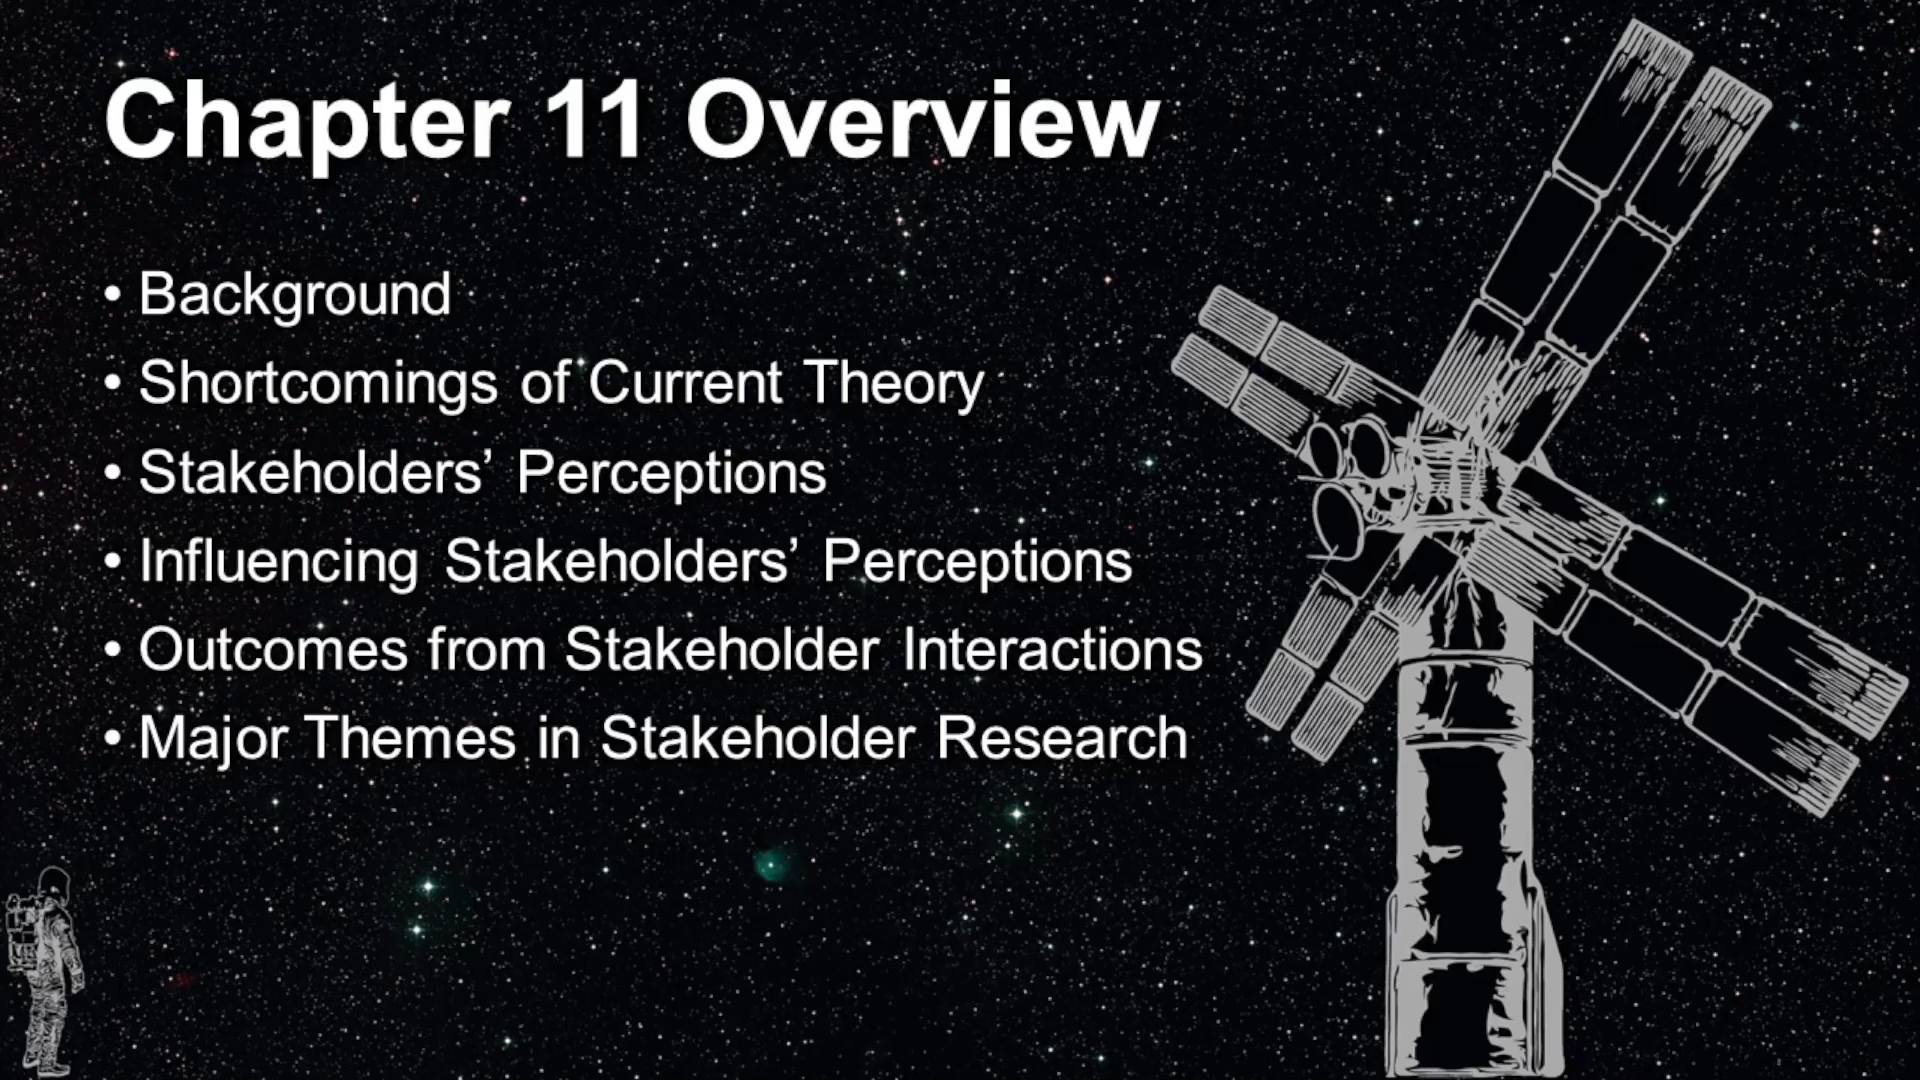 Chapter 11 Overview
• Background
• Shortcomings of Current Theory
• Stakeholders’ Perceptions
• Influencing Stakeholders’ Perceptions
• Outcomes from Stakeholder Interactions
• Major Themes in Stakeholder Research